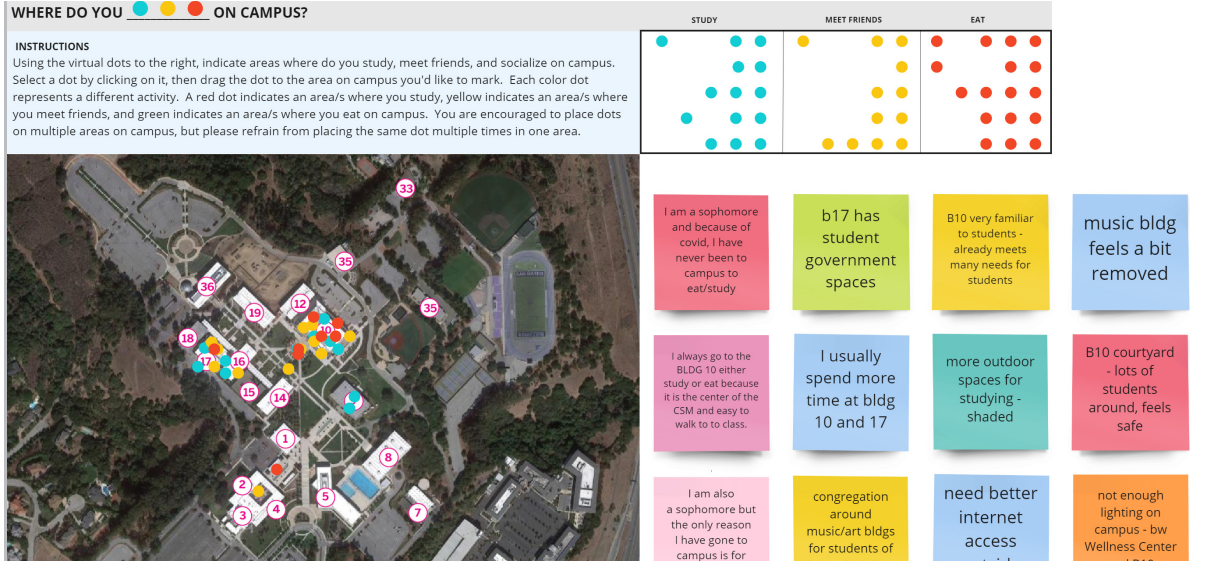 WHERE DO YOU ___________ ON CAMPUS?
STUDY
MEET FRIENDS
EAT
INSTRUCTIONS
Using the virtual dots to the right, indicate areas where do you study, meet friends, and socialize on campus.
Select a dot by clicking on it, then drag the dot to the area on campus you'd like to mark. Each color dot
represents a different activity. A red dot indicates an area/s where you study, yellow indicates an area/s where
you meet friends, and green indicates an area/s where you eat on campus. You are encouraged to place dots
on multiple areas on campus, but please refrain from placing the same dot multiple times in one area.
33
35
36
12
19
35
10
18
17
16
15
14
1
8
2
5
4
3
7
I am a sophomore
and because of
covid, I have
never been to
campus to
eat/study
b17 has
student
government
spaces
B10 very familiar
to students -
already meets
many needs for
students
music bldg
feels a bit
removed
I always go to the
BLDG 10 either
study or eat because
it is the center of the
CSM and easy to
walk to to class.
I usually
spend more
time at bldg
10 and 17
more outdoor
spaces for
studying -
shaded
B10 courtyard
- lots of
students
around, feels
safe
I am also
a sophomore but
the only reason
I have gone to
campus is for
congregation
around
music/art bldgs
for students of
need better
internet
access
not enough
lighting on
campus - bw
Wellness Center